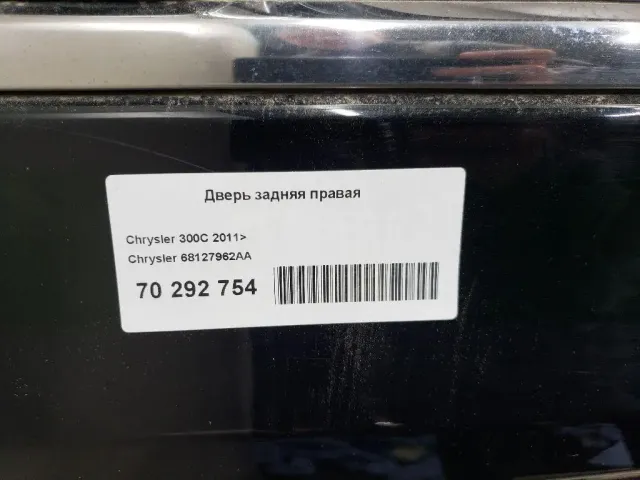 Дверь задняя правая
Chrysler 300C 2011>
Chrysler 68127962AA
70 292 754